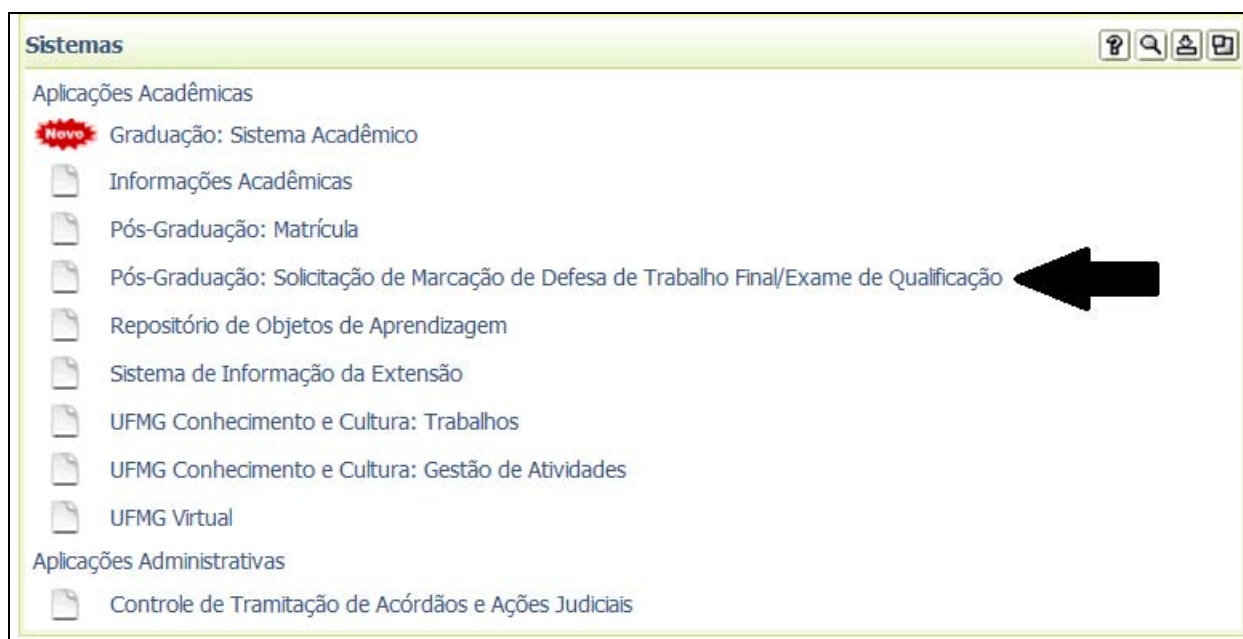 Sistemas
Aplicações Acadêmicas
Novo Graduação: Sistema Acadêmico
Informações Acadêmicas
Pós-Graduação: Matrícula
Pós-Graduação: Solicitação de Marcação de Defesa de Trabalho Final/Exame de Qualificação
Repositório de Objetos de Aprendizagem
Sistema de Informação da Extensão
UFMG Conhecimento e Cultura: Trabalhos
UFMG Conhecimento e Cultura: Gestão de Atividades
UFMG Virtual
Aplicações Administrativas
Controle de Tramitação de Acórdãos e Ações Judiciais